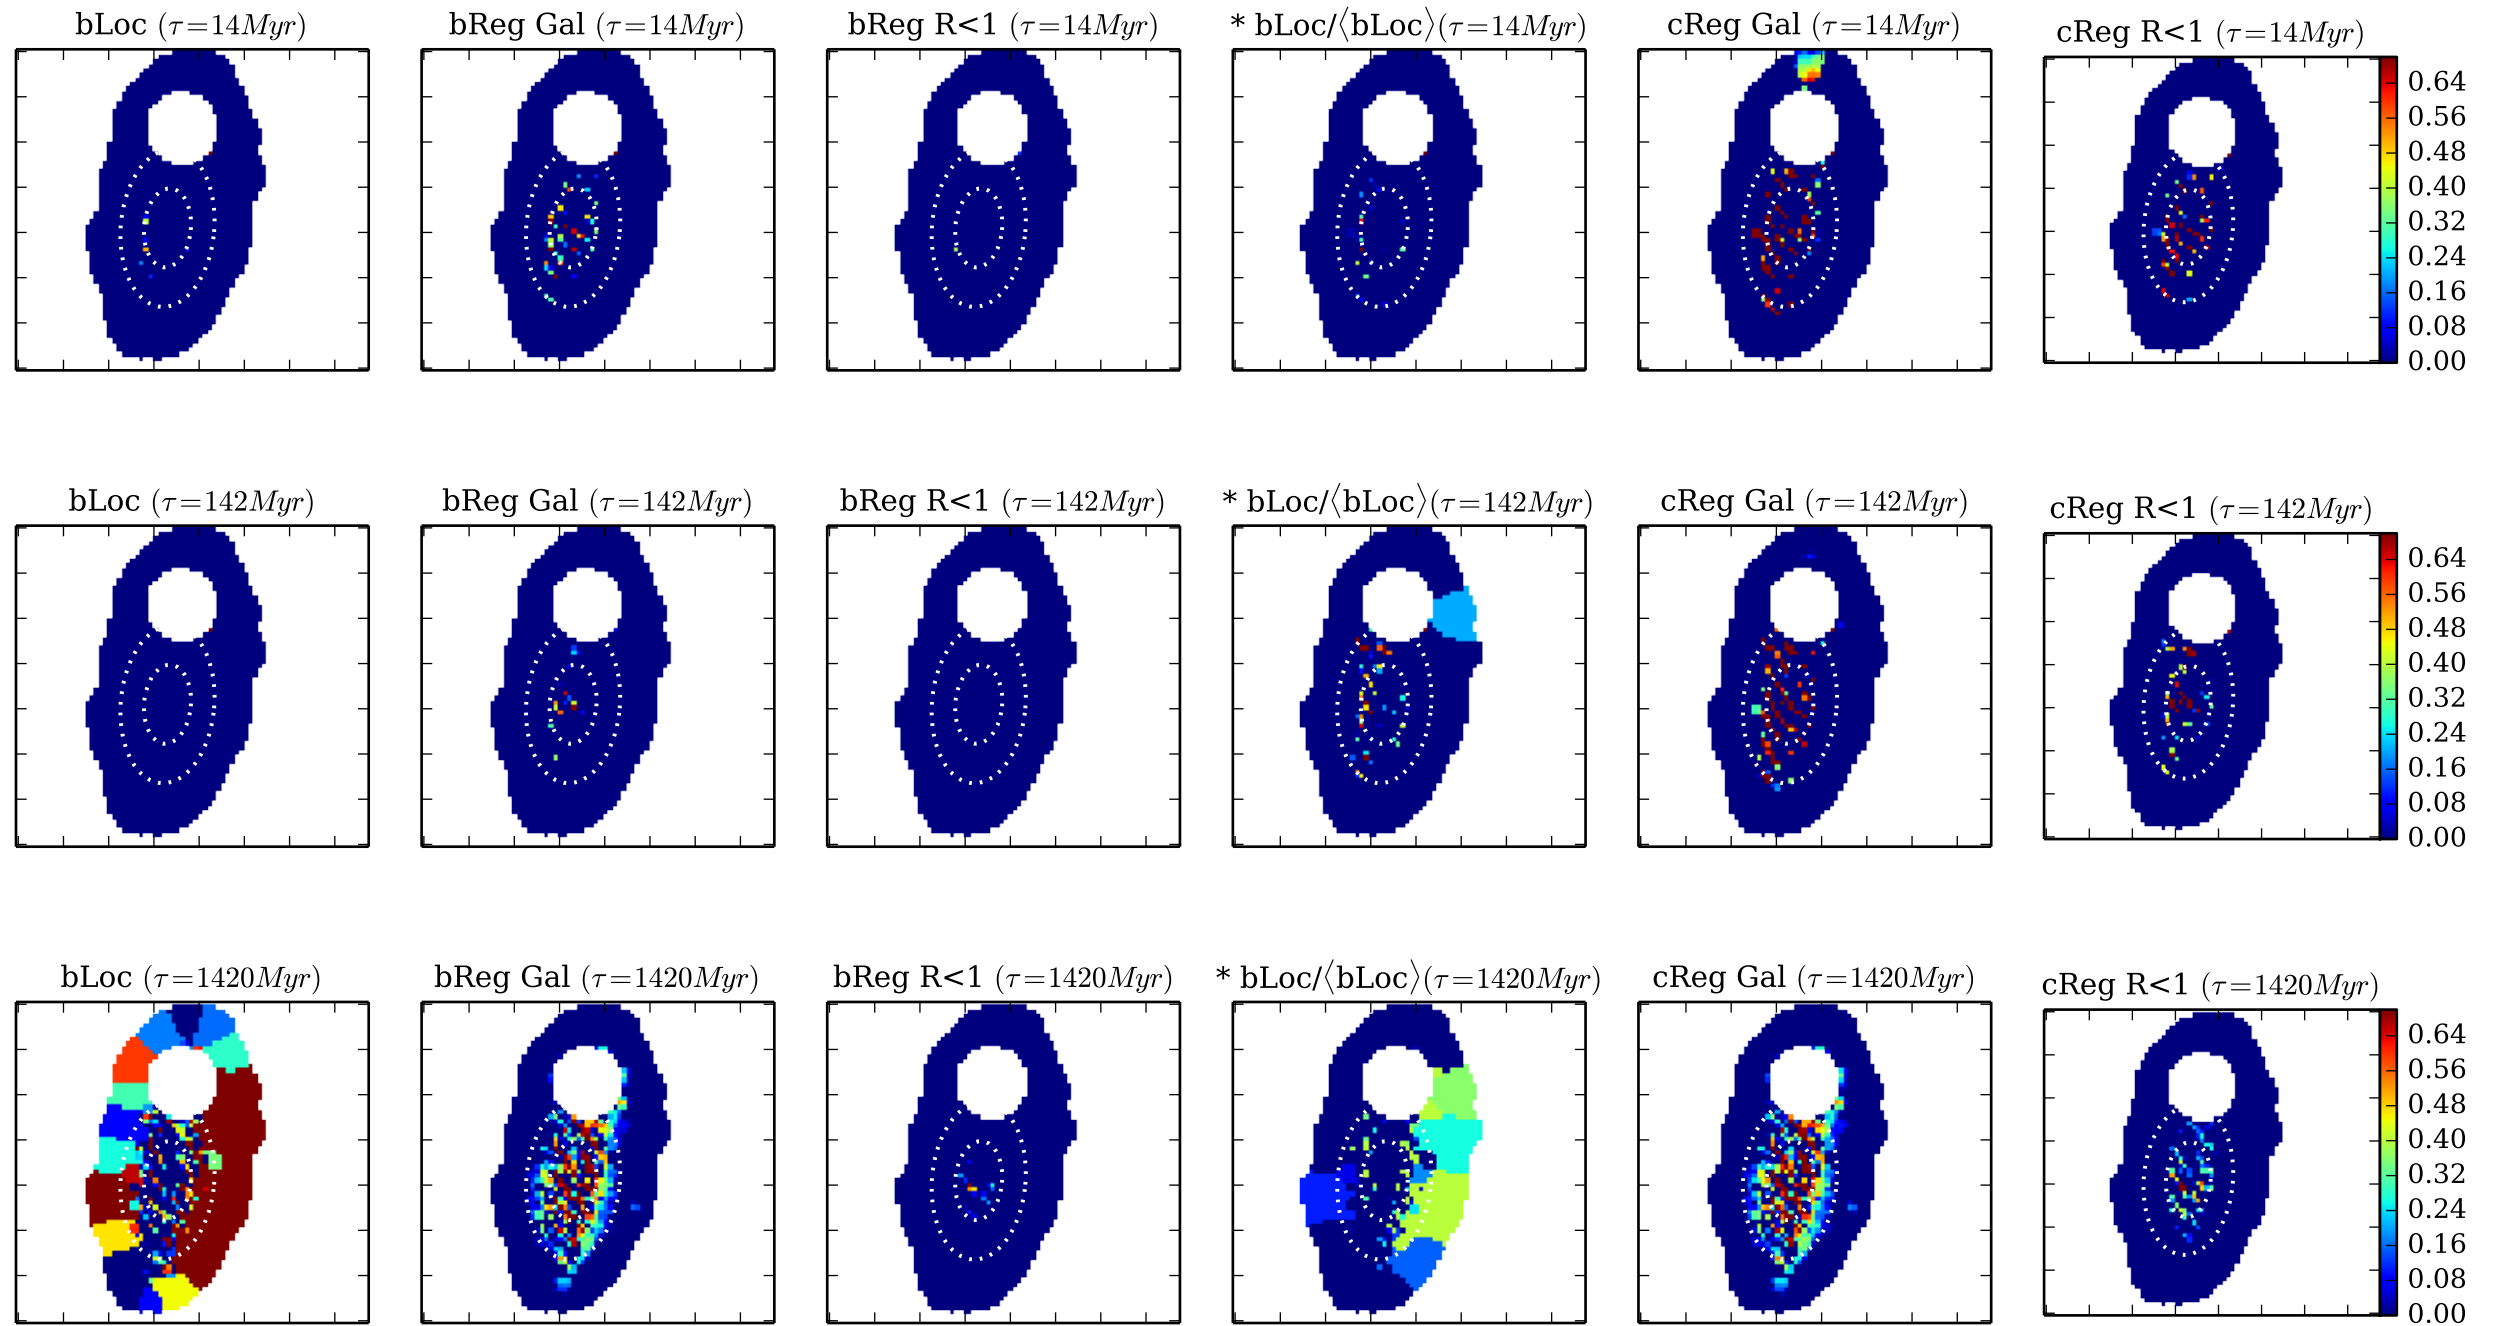 bLoc (τ=14Myr)
bReg Gal (τ=14Myr)
bReg R<1 (τ=14Myr)
* bLoc/⟨bLoc⟩(τ=14Myr)
cReg Gal (τ=14Myr)
cReg R<1 (τ=14Myr)
0.64
0.56
0.48
0.40
0.32
0.24
0.16
0.08
0.00
bLoc (τ=142Myr)
bReg Gal (τ=142Myr)
bReg R<1 (τ=142Myr)
* bLoc/⟨bLoc⟩(τ=142Myr)
cReg Gal (τ=142Myr)
cReg R<1 (τ=142Myr)
0.64
0.56
0.48
0.40
0.32
0.24
0.16
0.08
0.00
bLoc (τ=1420Myr)
bReg Gal (τ=1420Myr)
bReg R<1 (τ=1420Myr)
* bLoc/⟨bLoc⟩(τ=1420Myr)
cReg Gal (τ=1420Myr)
cReg R<1 (τ=1420Myr)
0.64
0.56
0.48
0.40
0.32
0.24
0.16
0.08
0.00